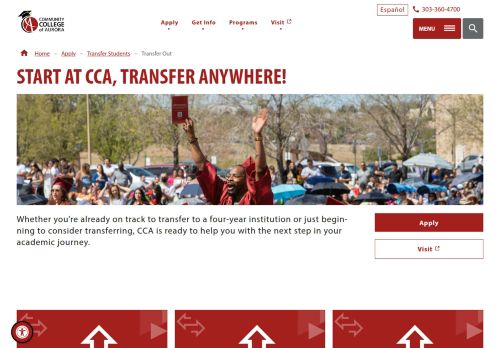 COMMUNITY
COLLEGE
of AURORA
Apply
Get Info
Programs
Visit
Español
303-360-4700
MENU
Home – Apply – Transfer Students – Transfer Out
START AT CCA, TRANSFER ANYWHERE!
Whether you're already on track to transfer to a four-year institution or just begin-
ning to consider transferring, CCA is ready to help you with the next step in your
academic journey.
Apply
Visit